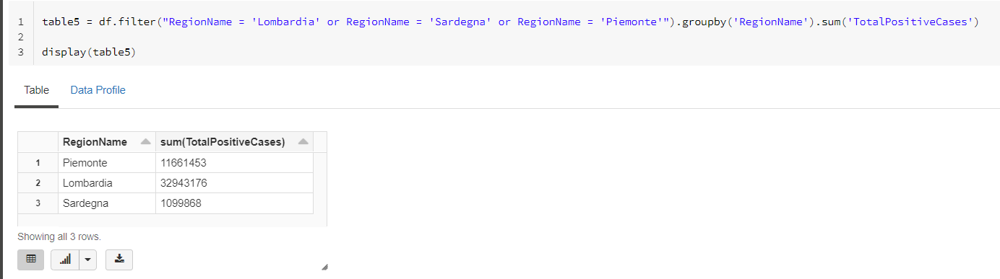 1 table5 = df.filter("RegionName = 'Lombardia' or RegionName = 'Sardegna' or RegionName = 'Piemonte'").groupby('RegionName').sum('TotalPositiveCases')
2
3 display(table5)
Table Data Profile
RegionName sum(TotalPositiveCases)
1 Piemonte 11661453
2 Lombardia 32943176
3 Sardegna 1099868
Showing all 3 rows.